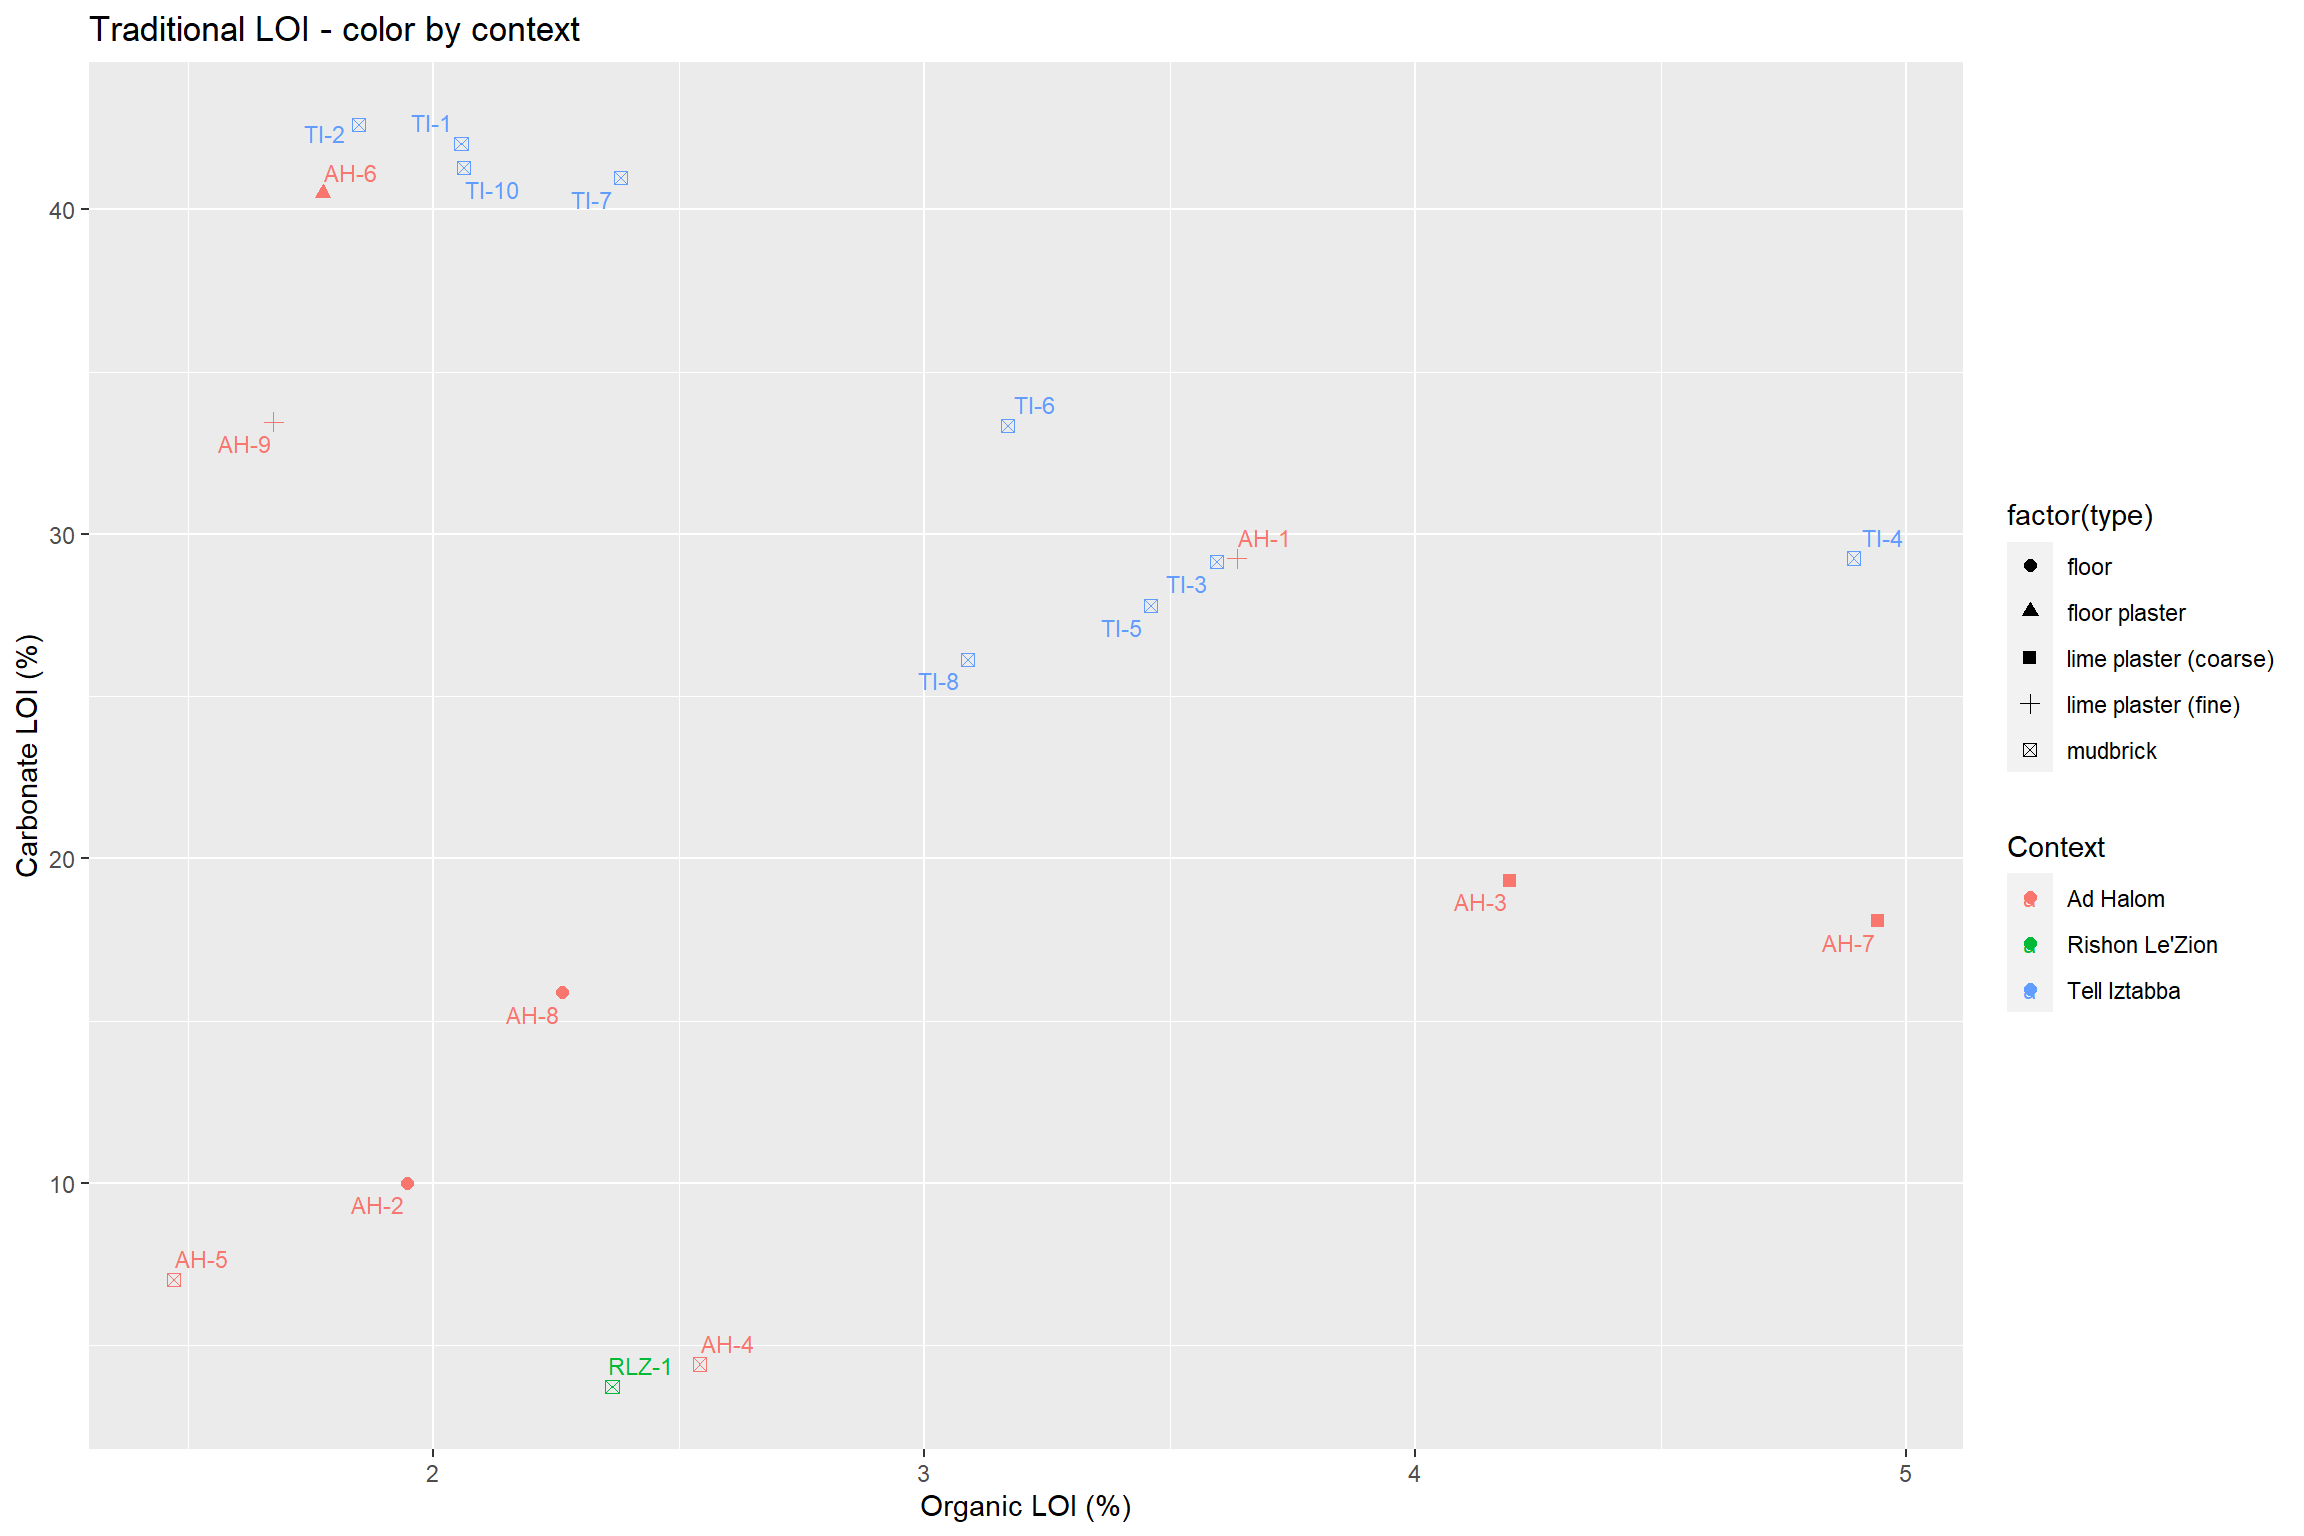 Traditional LOI - color by context
TI-2
TI-1
AH-6
TI-10
TI-7
40
TI-6
AH-9
30
AH-1
TI-4
TI-3
TI-5
TI-8
20
AH-3
AH-7
AH-8
10
AH-2
AH-5
AH-4
RLZ-1
2
3
4
5
Organic LOI (%)
Carbonate LOI (%)
factor(type)
floor
floor plaster
lime plaster (coarse)
lime plaster (fine)
mudbrick
Context
a Ad Halom
a Rishon Le'Zion
a Tell Iztabba